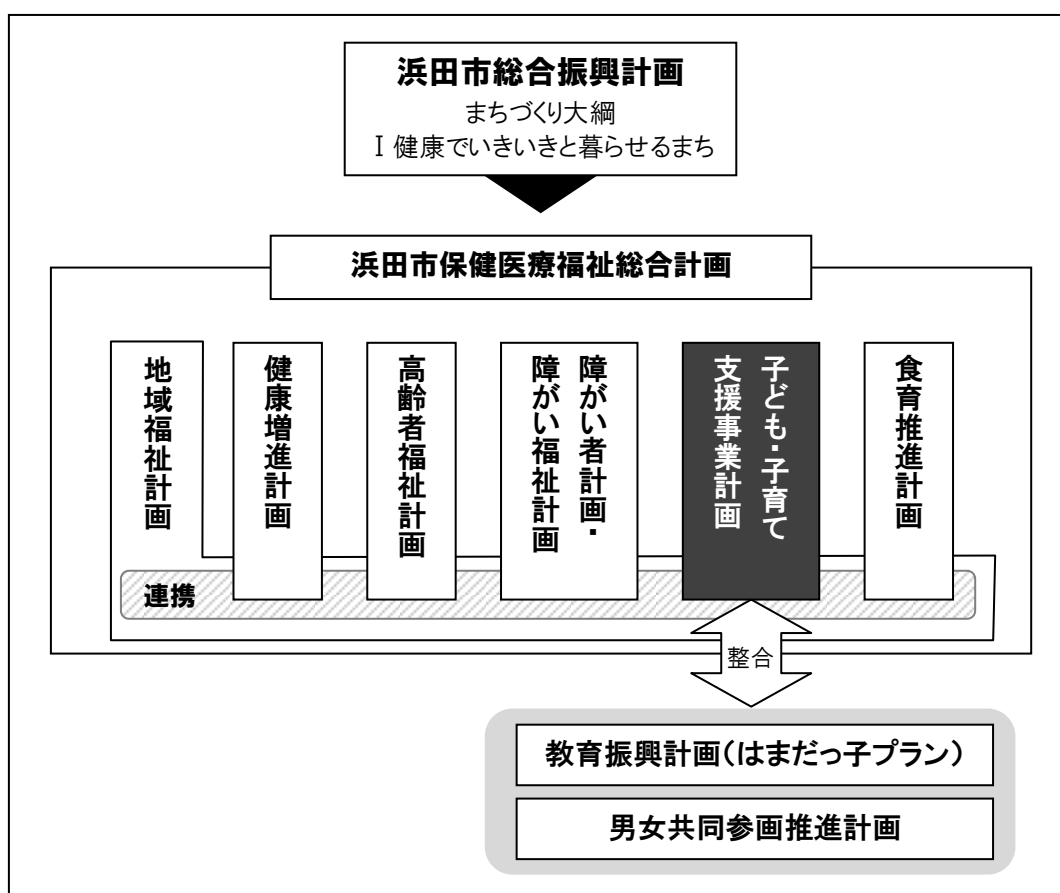 浜田市総合振興計画
まちづくり大綱
Ⅰ 健康でいきいきと暮らせるまち
浜田市保健医療福祉総合計画
地域福祉計画
健康増進計画
高齢者福祉計画
障がい者計画・
障がい福祉計画
子ども・子育て
支援事業計画
食育推進計画
連携
整合
教育振興計画(はまだっ子プラン)
男女共同参画推進計画